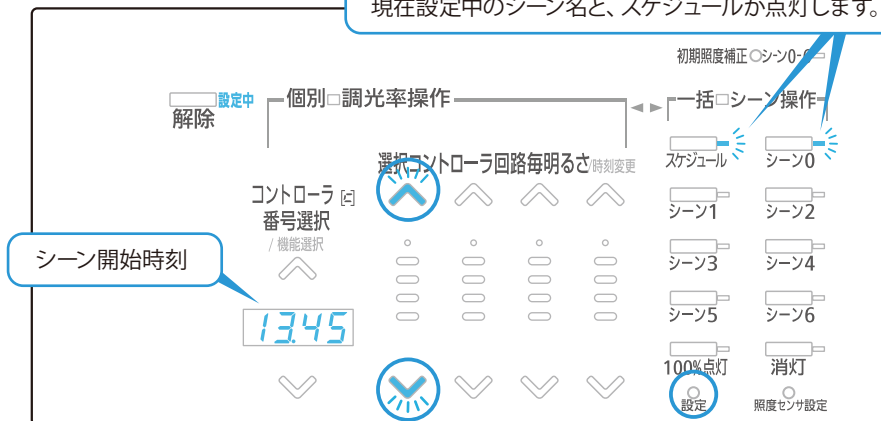 現在設定中のシーン名と、スケジュールが点灯します。
初期照度補正 シーン0-6
設定中
解除
個別□調光率操作
一括□シーン操作
選択コントローラ回路毎明るさ/時刻変更
スケジュール
シーン0
コントローラ
番号選択
/ 機能選択
シーン1
シーン2
シーン開始時刻
シーン3
シーン4
13.45
シーン5
シーン6
100%点灯
消灯
設定
照度センサ設定